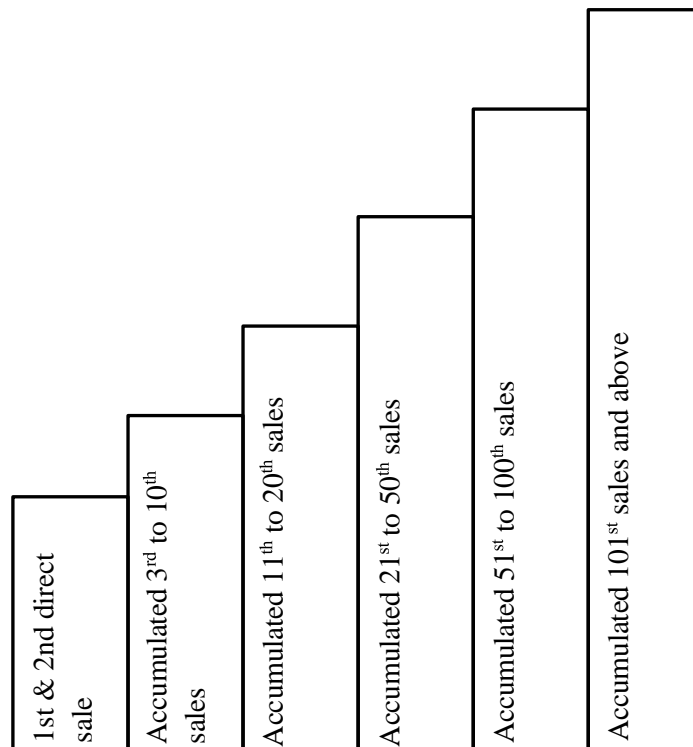 1st & 2nd direct
sale
Accumulated 3rd to 10th
sales
Accumulated 11th to 20th sales
Accumulated 21st to 50th sales
Accumulated 51st to 100th sales
Accumulated 101st sales and above